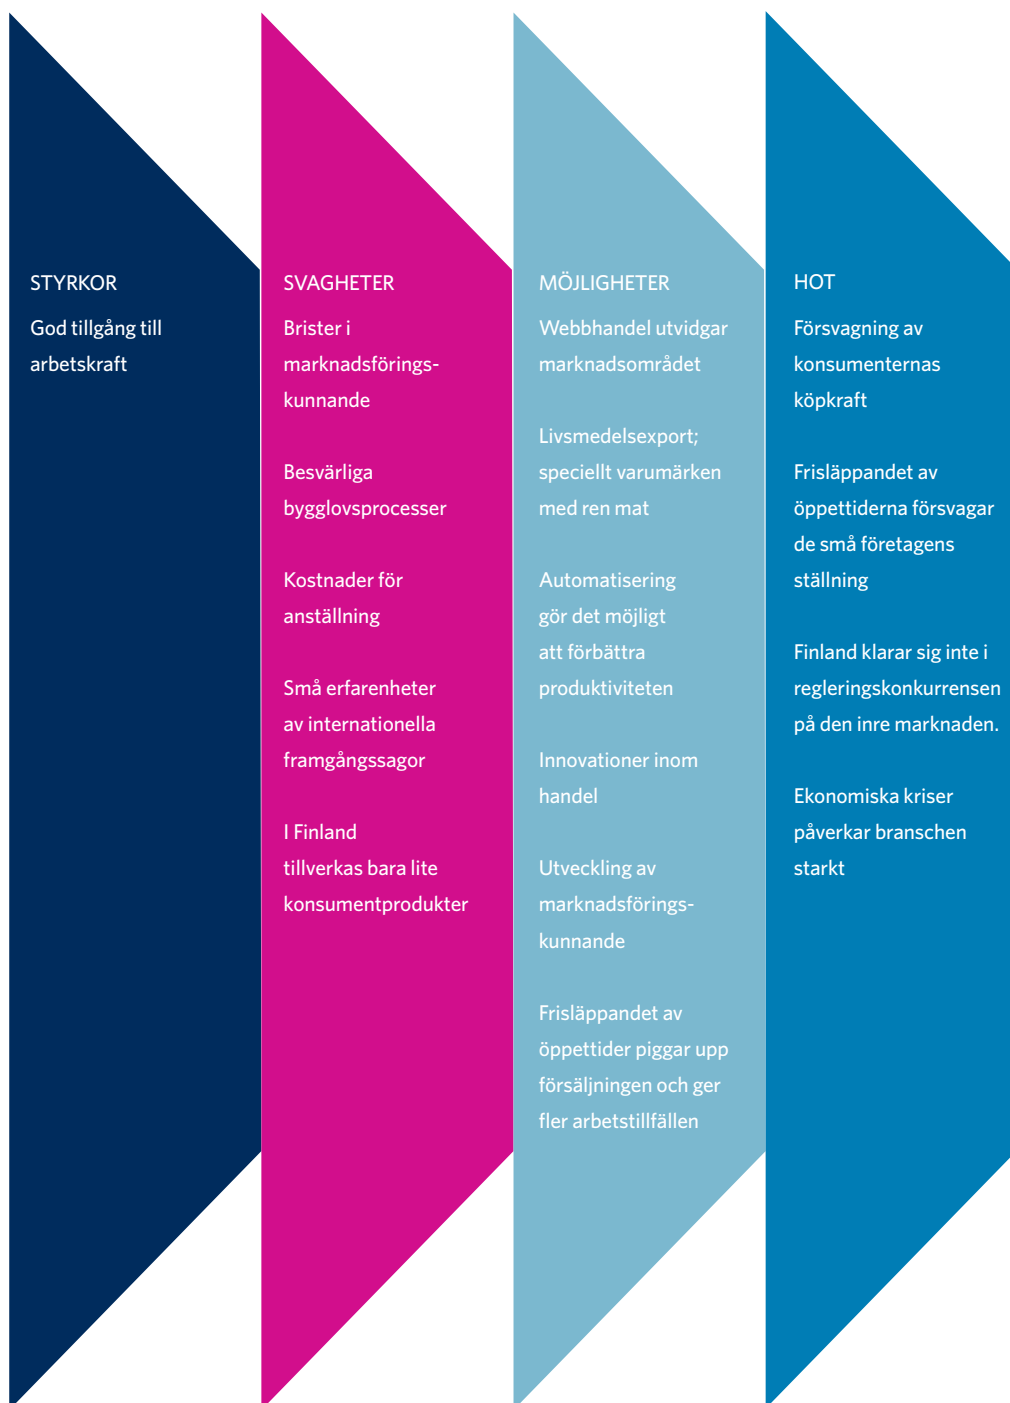 STYRKOR
God tillgång till
arbetskraft
SVAGHETER
Brister i
marknadsförings-
kunnande
Besvärliga
bygglovsprocesser
Kostnader för
anställning
Små erfarenheter
av internationella
framgångssagor
I Finland
tillverkas bara lite
konsumentprodukter
MÖJLIGHETER
Webbhandel utvidgar
marknadsområdet
Livsmedelsexport;
speciellt varumärken
med ren mat
Automatisering
gör det möjligt
att förbättra
produktiviteten
Innovationer inom
handel
Utveckling av
marknadsförings-
kunnande
Frisläppandet av
öppettider piggar upp
försäljningen och ger
fler arbetstillfällen
HOT
Försvagning av
konsumenternas
köpkraft
Frisläppandet av
öppettiderna försvagar
de små företagens
ställning
Finland klarar sig inte i
regleringskonkurrensen
på den inre marknaden.
Ekonomiska kriser
påverkar branschen
starkt